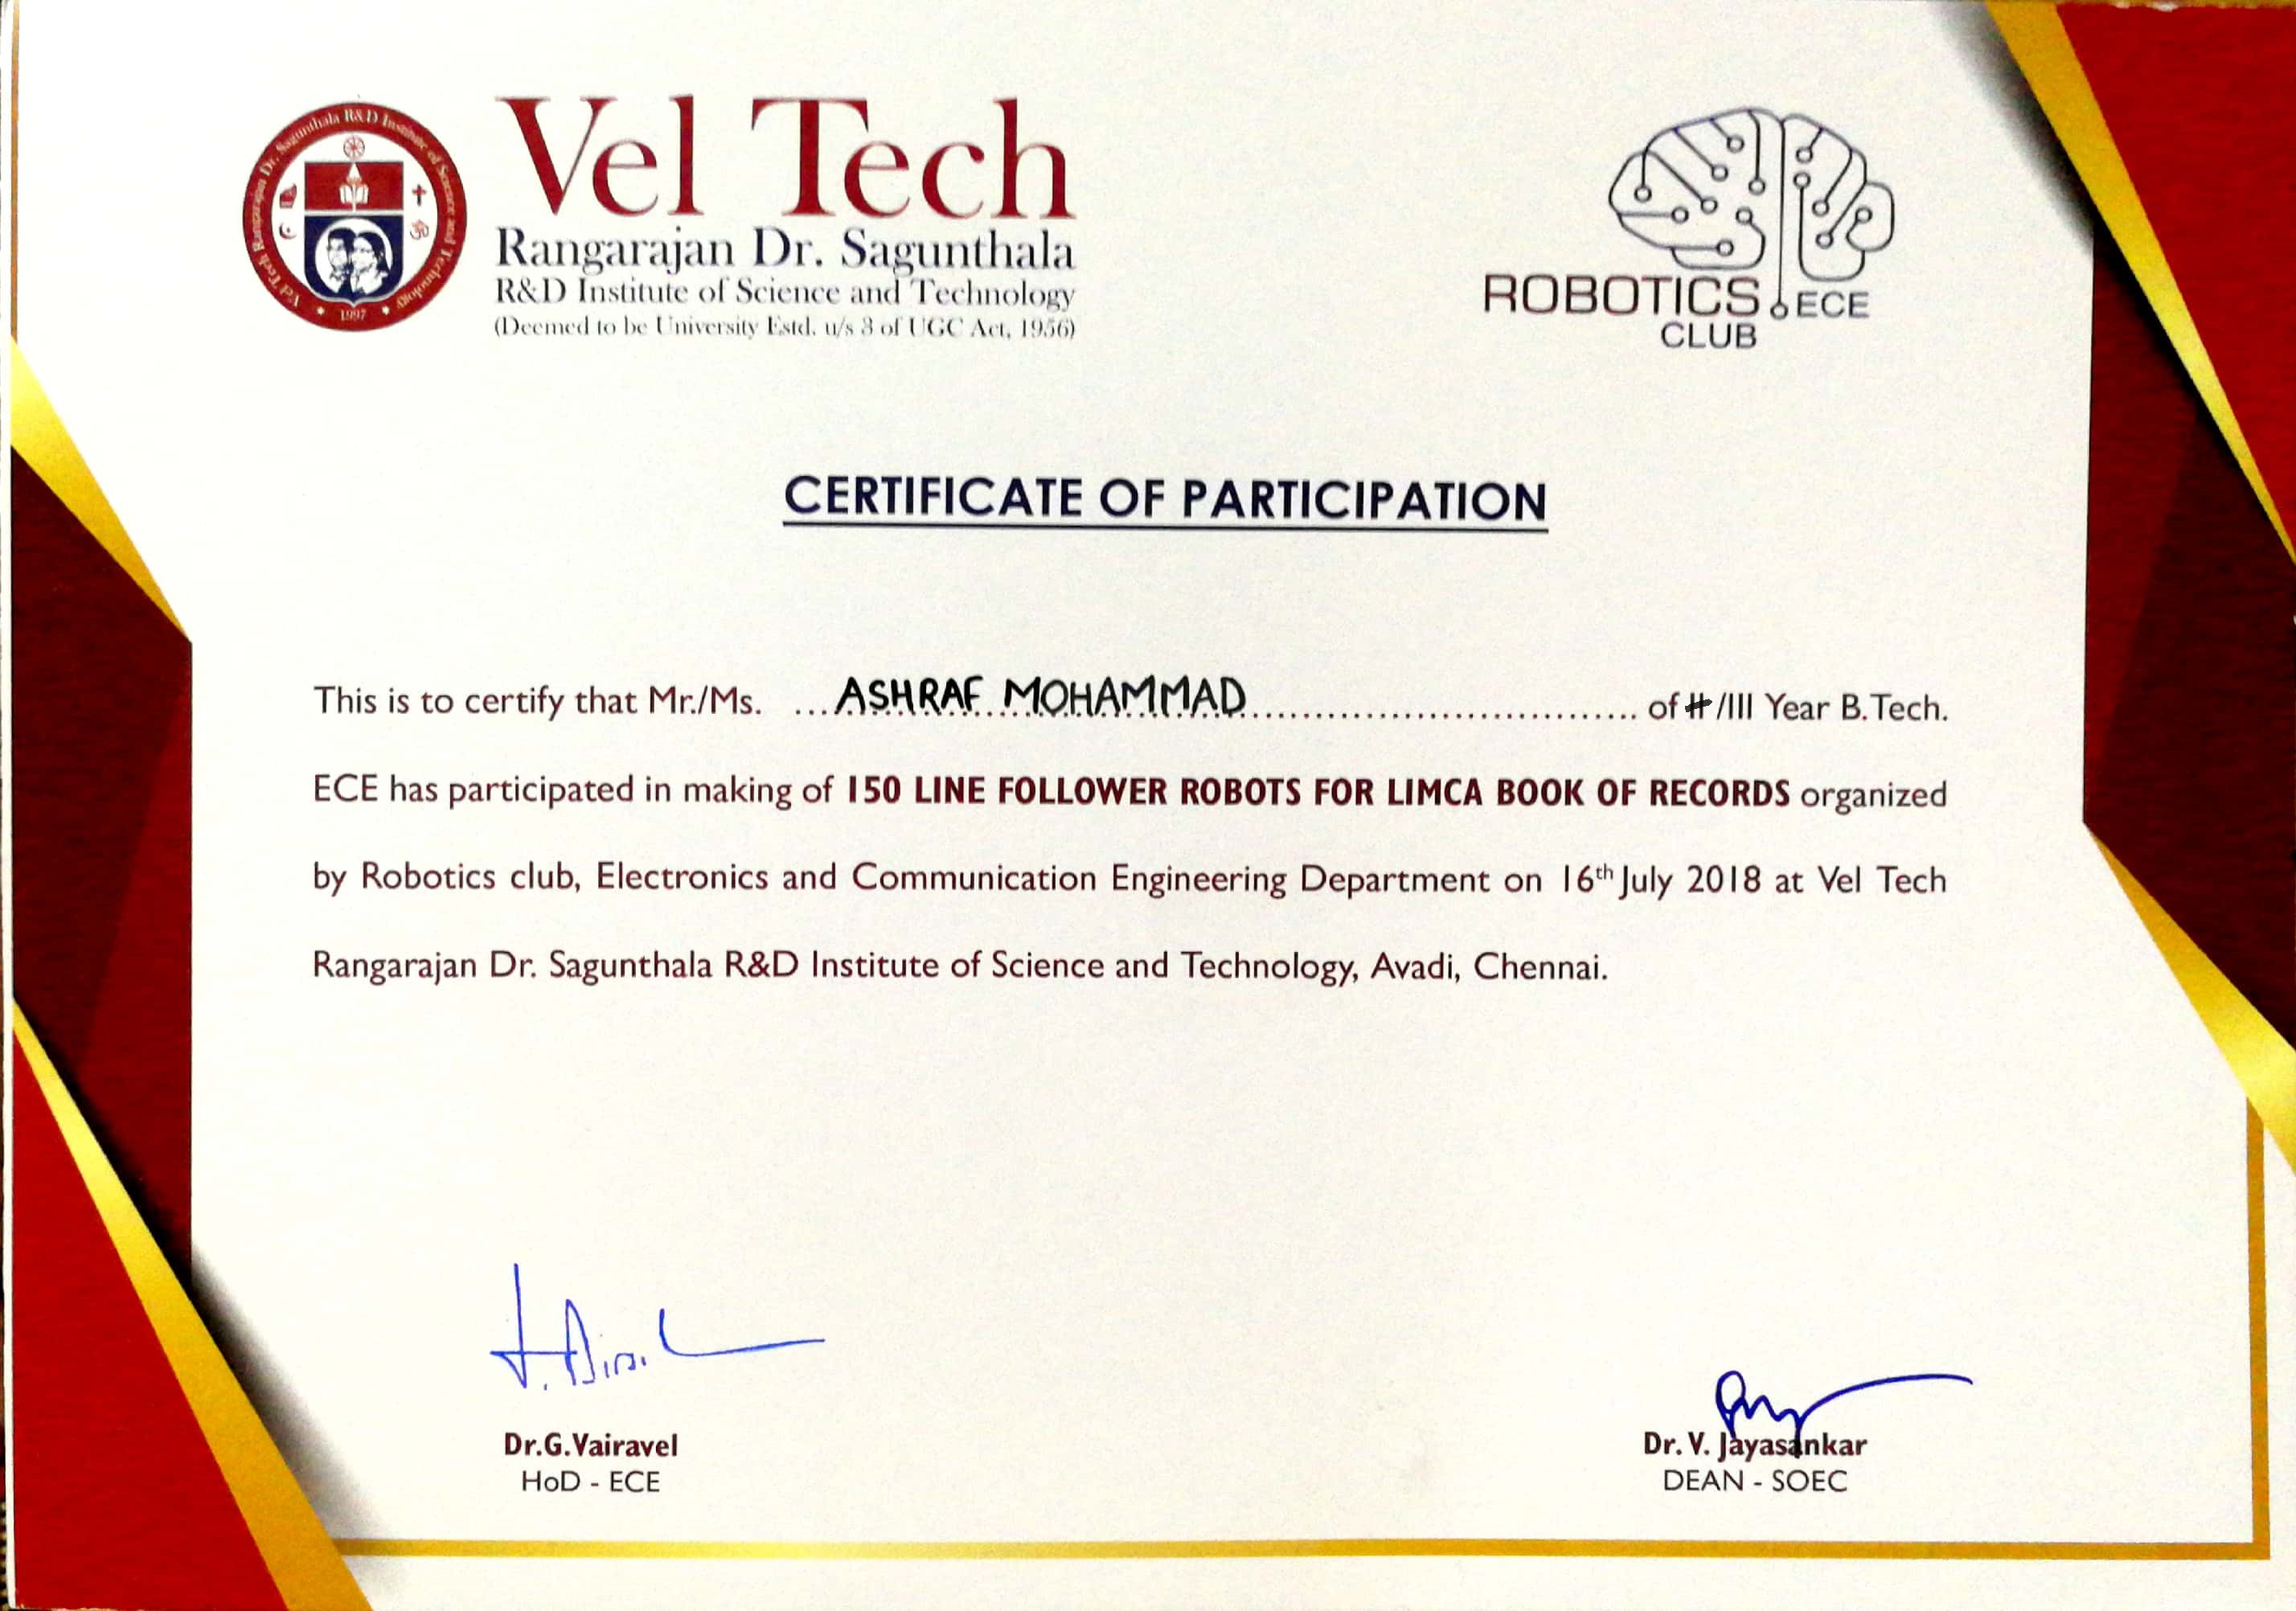 Vel Tech Rangarajan Dr. Sagunthala R&D Institute of Science and Technology
1997
Vel Tech
Rangarajan Dr. Sagunthala
R&D Institute of Science and Technology
(Deemed to be University Estd. u/s 3 of UGC Act, 1956)
ROBOTICS ECE
CLUB
CERTIFICATE OF PARTICIPATION
This is to certify that Mr./Ms. ...ASHRAF MOHAMMAD................................ of II/III Year B.Tech.
ECE has participated in making of 150 LINE FOLLOWER ROBOTS FOR LIMCA BOOK OF RECORDS organized
by Robotics club, Electronics and Communication Engineering Department on 16th July 2018 at Vel Tech
Rangarajan Dr. Sagunthala R&D Institute of Science and Technology, Avadi, Chennai.
Dr.G.Vairavel
HoD - ECE
Dr. V. Jayasankar
DEAN - SOEC